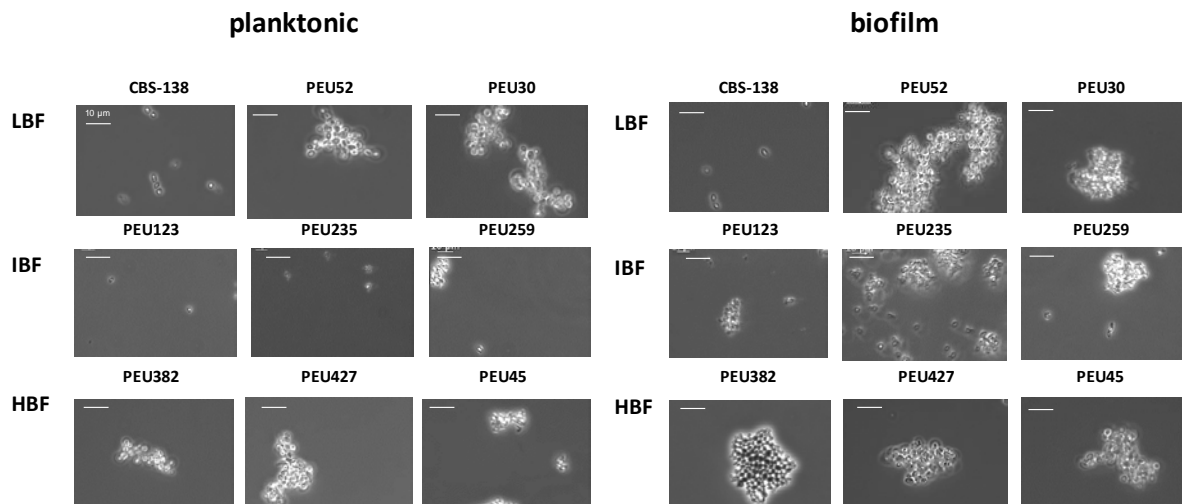 planktonic biofilm
CBS-138 PEU52 PEU30 CBS-138 PEU52 PEU30
LBF LBF
10 µm
PEU123 PEU235 PEU259 PEU123 PEU235 PEU259
IBF IBF
PEU382 PEU427 PEU45 PEU382 PEU427 PEU45
HBF HBF